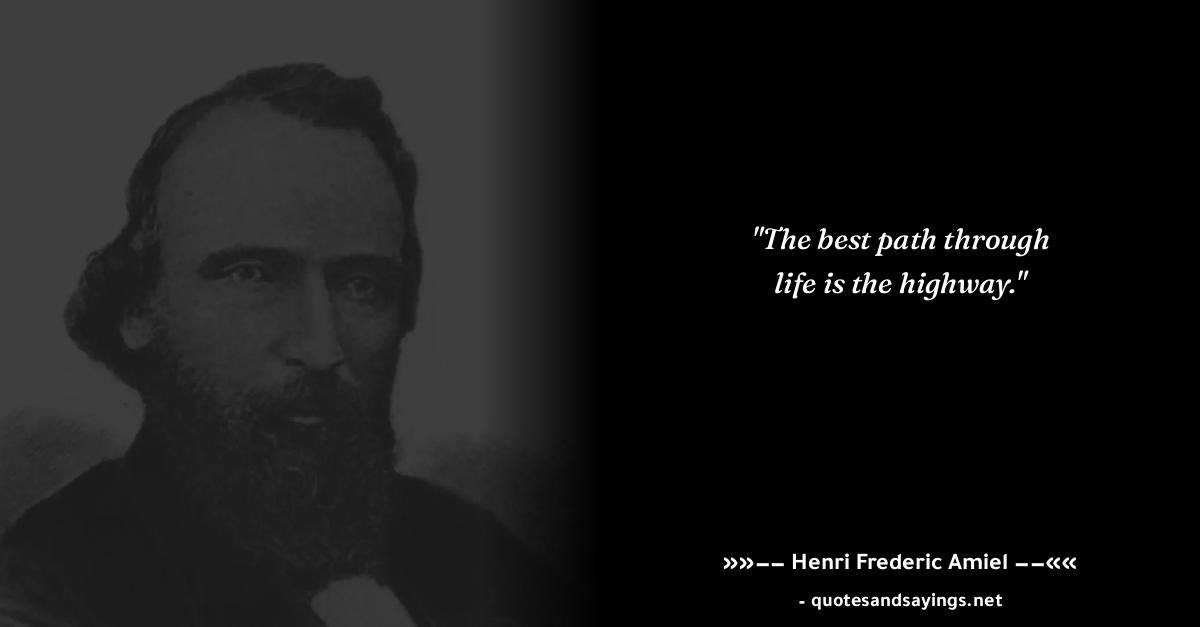 "The best path through
life is the highway."
»»−− Henri Frederic Amiel −−««
- quotesandsayings.net